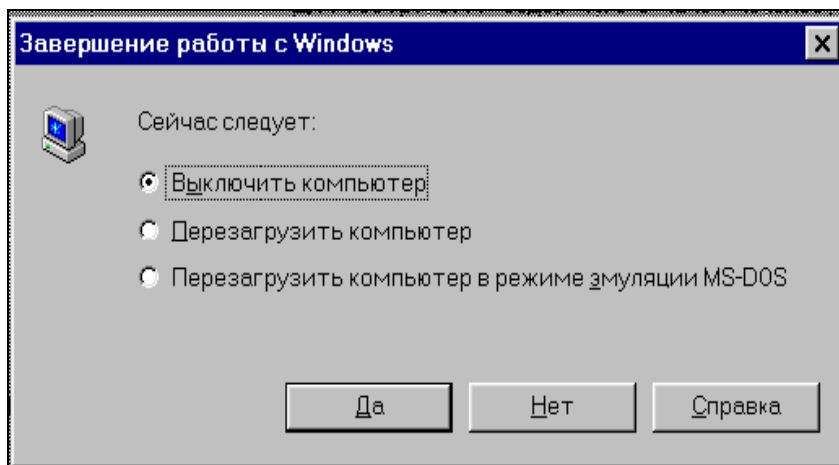 Завершение работы с Windows
Сейчас следует:
Выключить компьютер
Перезагрузить компьютер
Перезагрузить компьютер в режиме эмуляции MS-DOS
Да
Нет
Справка